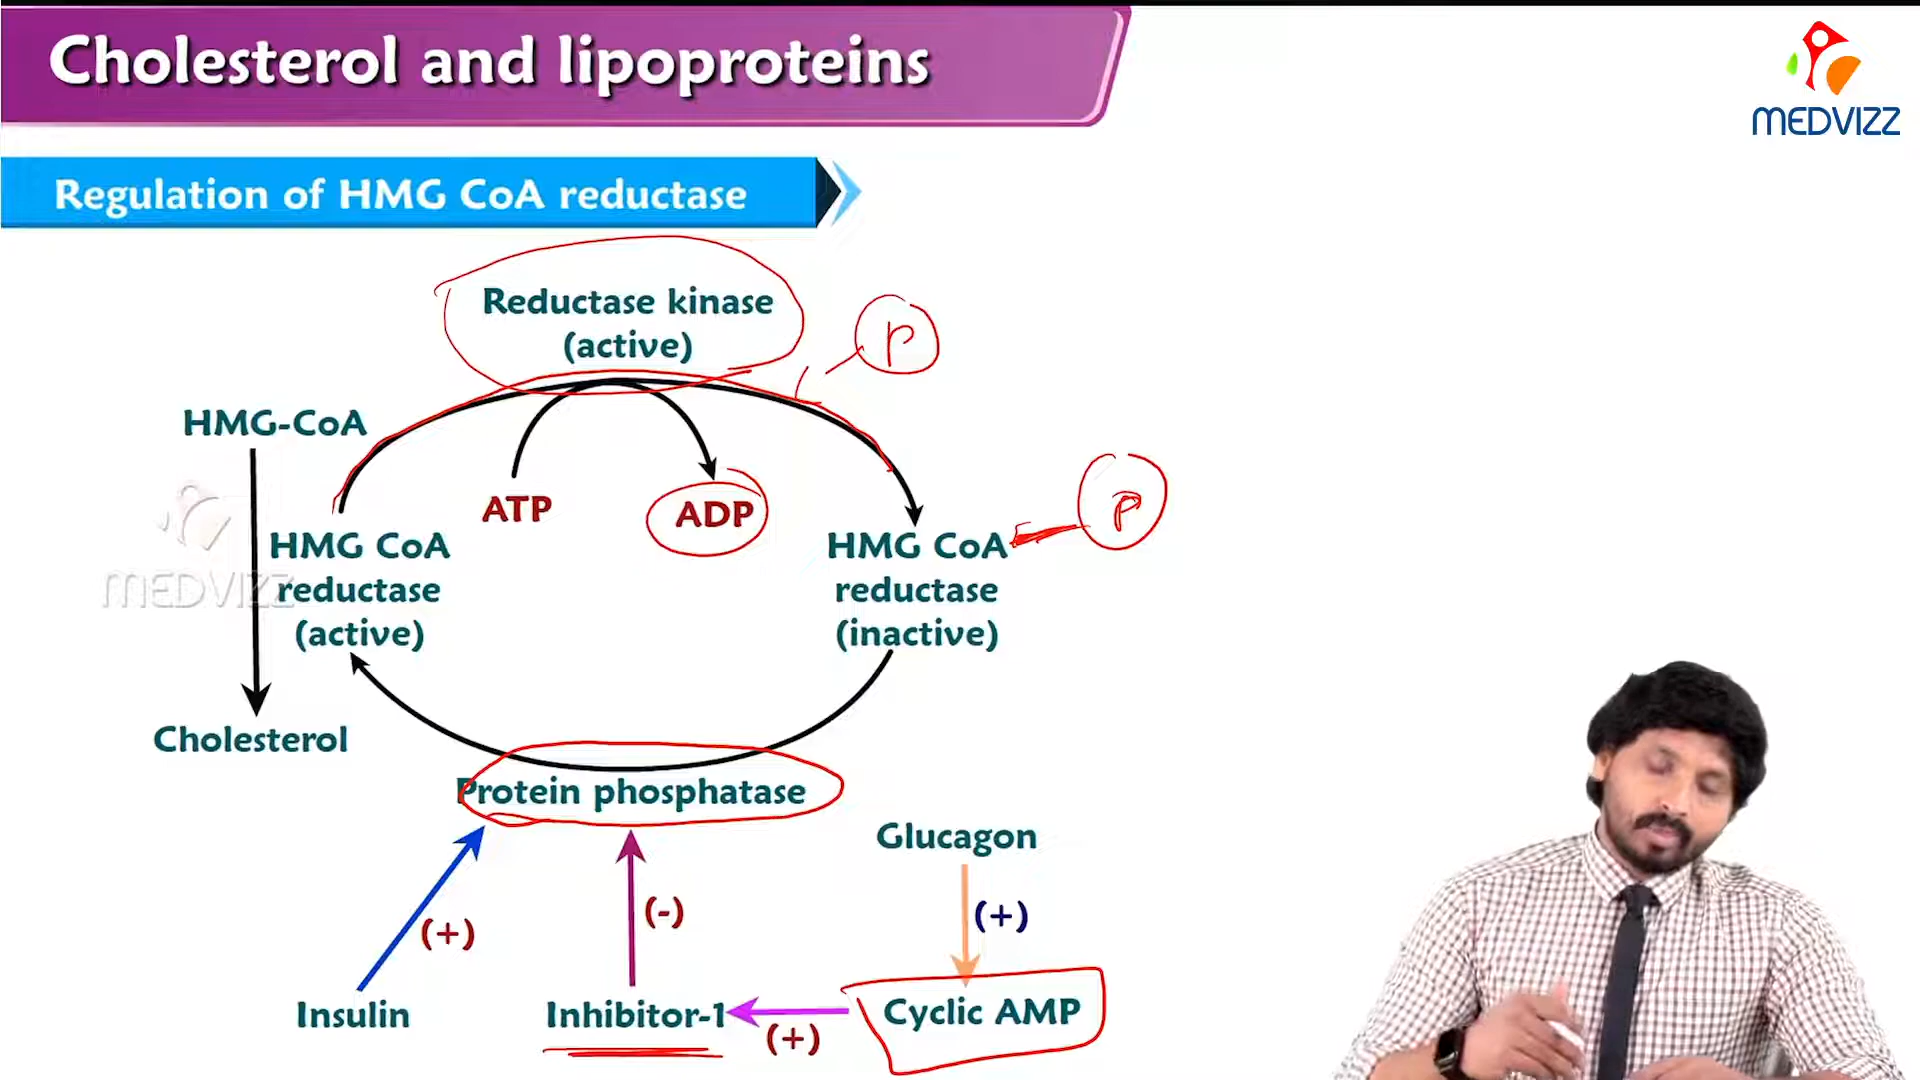 Cholesterol and lipoproteins
MEDVIZZ
Regulation of HMG CoA reductase
Reductase kinase
(active)
P
HMG-CoA
ATP
ADP
P
HMG CoA
reductase
(active)
HMG CoA
reductase
(inactive)
MEDVIZZ
Cholesterol
Protein phosphatase
Glucagon
(+)
(-)
(+)
Insulin
Inhibitor-1
(+)
Cyclic AMP